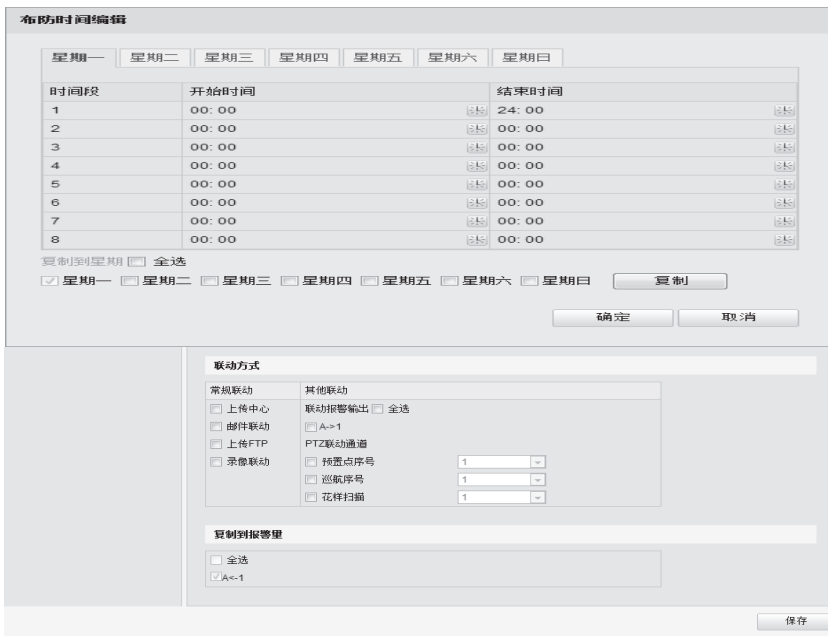 布防时间编辑
星期一 星期二 星期三 星期四 星期五 星期六 星期日
时间段 开始时间 结束时间
1 00: 00 24: 00
2 00: 00 00: 00
3 00: 00 00: 00
4 00: 00 00: 00
5 00: 00 00: 00
6 00: 00 00: 00
7 00: 00 00: 00
8 00: 00 00: 00
复制到星期 全选
星期一 星期二 星期三 星期四 星期五 星期六 星期日 复制
确定 取消
联动方式
常规联动 其他联动
上传中心 联动报警输出 全选
邮件联动 A->1
上传FTP PTZ联动通道
录像联动 预置点序号 1
巡航序号 1
花样扫描 1
复制到报警量
全选
A<-1
保存